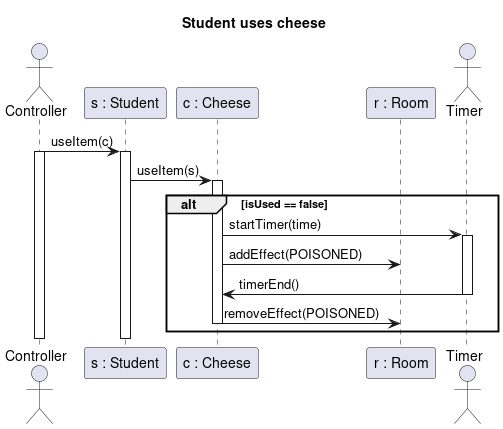 Student uses cheese
Controller
s : Student
c : Cheese
r : Room
Timer
useItem(c)
useItem(s)
alt
[isUsed == false]
startTimer(time)
addEffect(POISONED)
timerEnd()
removeEffect(POISONED)
Controller
s : Student
c : Cheese
r : Room
Timer